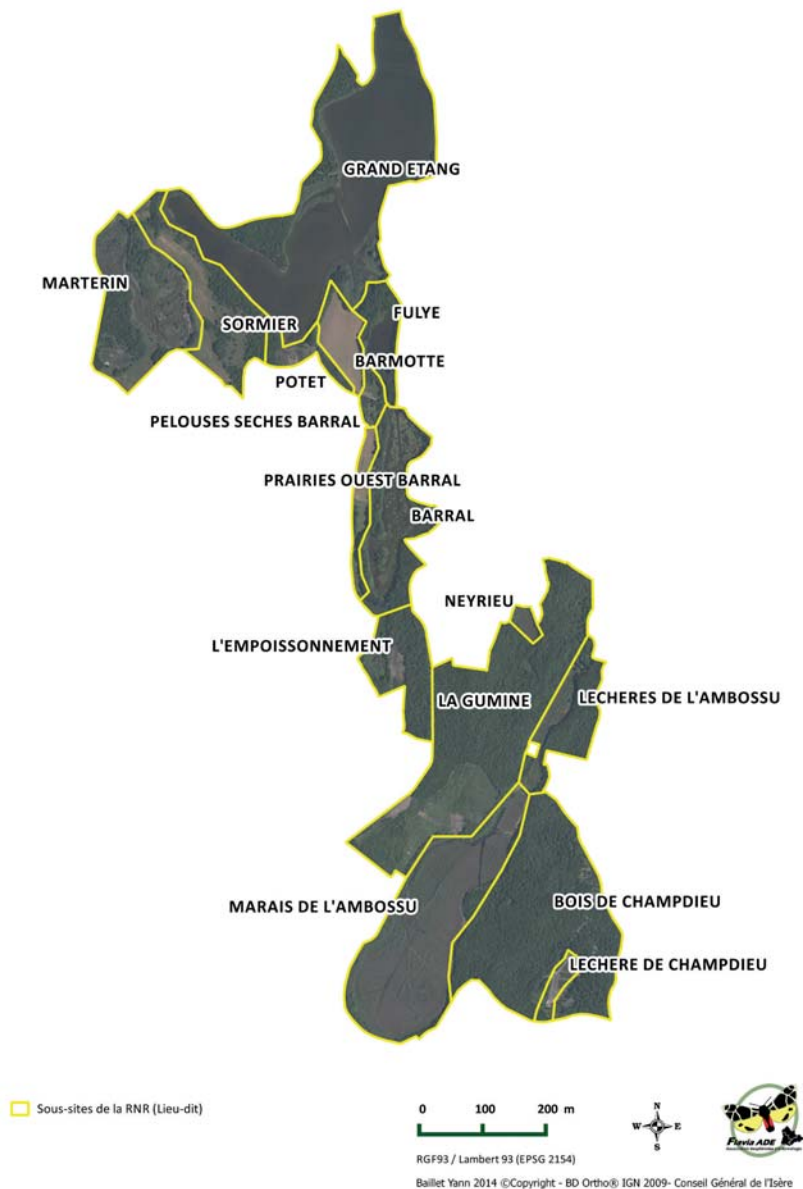 GRAND ETANG
MARTERIN
FULYE
SORMIER
BARMOTTE
POTET
PELOUSES SECHES BARRAL
PRAIRIES OUEST BARRAL
BARRAL
NEYRIEU
L'EMPOISSONNEMENT
LA GUMINE
LECHERES DE L'AMBOSSU
MARAIS DE L'AMBOSSU
BOIS DE CHAMPDIEU
LECHERE DE CHAMPDIEU
Sous-sites de la RNR (Lieu-dit)
0 100 200 m
N
W E
S
Flavia ADE
RGF93 / Lambert 93 (EPSG 2154)
Baillet Yann 2014 ©Copyright - BD Ortho® IGN 2009- Conseil Général de l'Isère